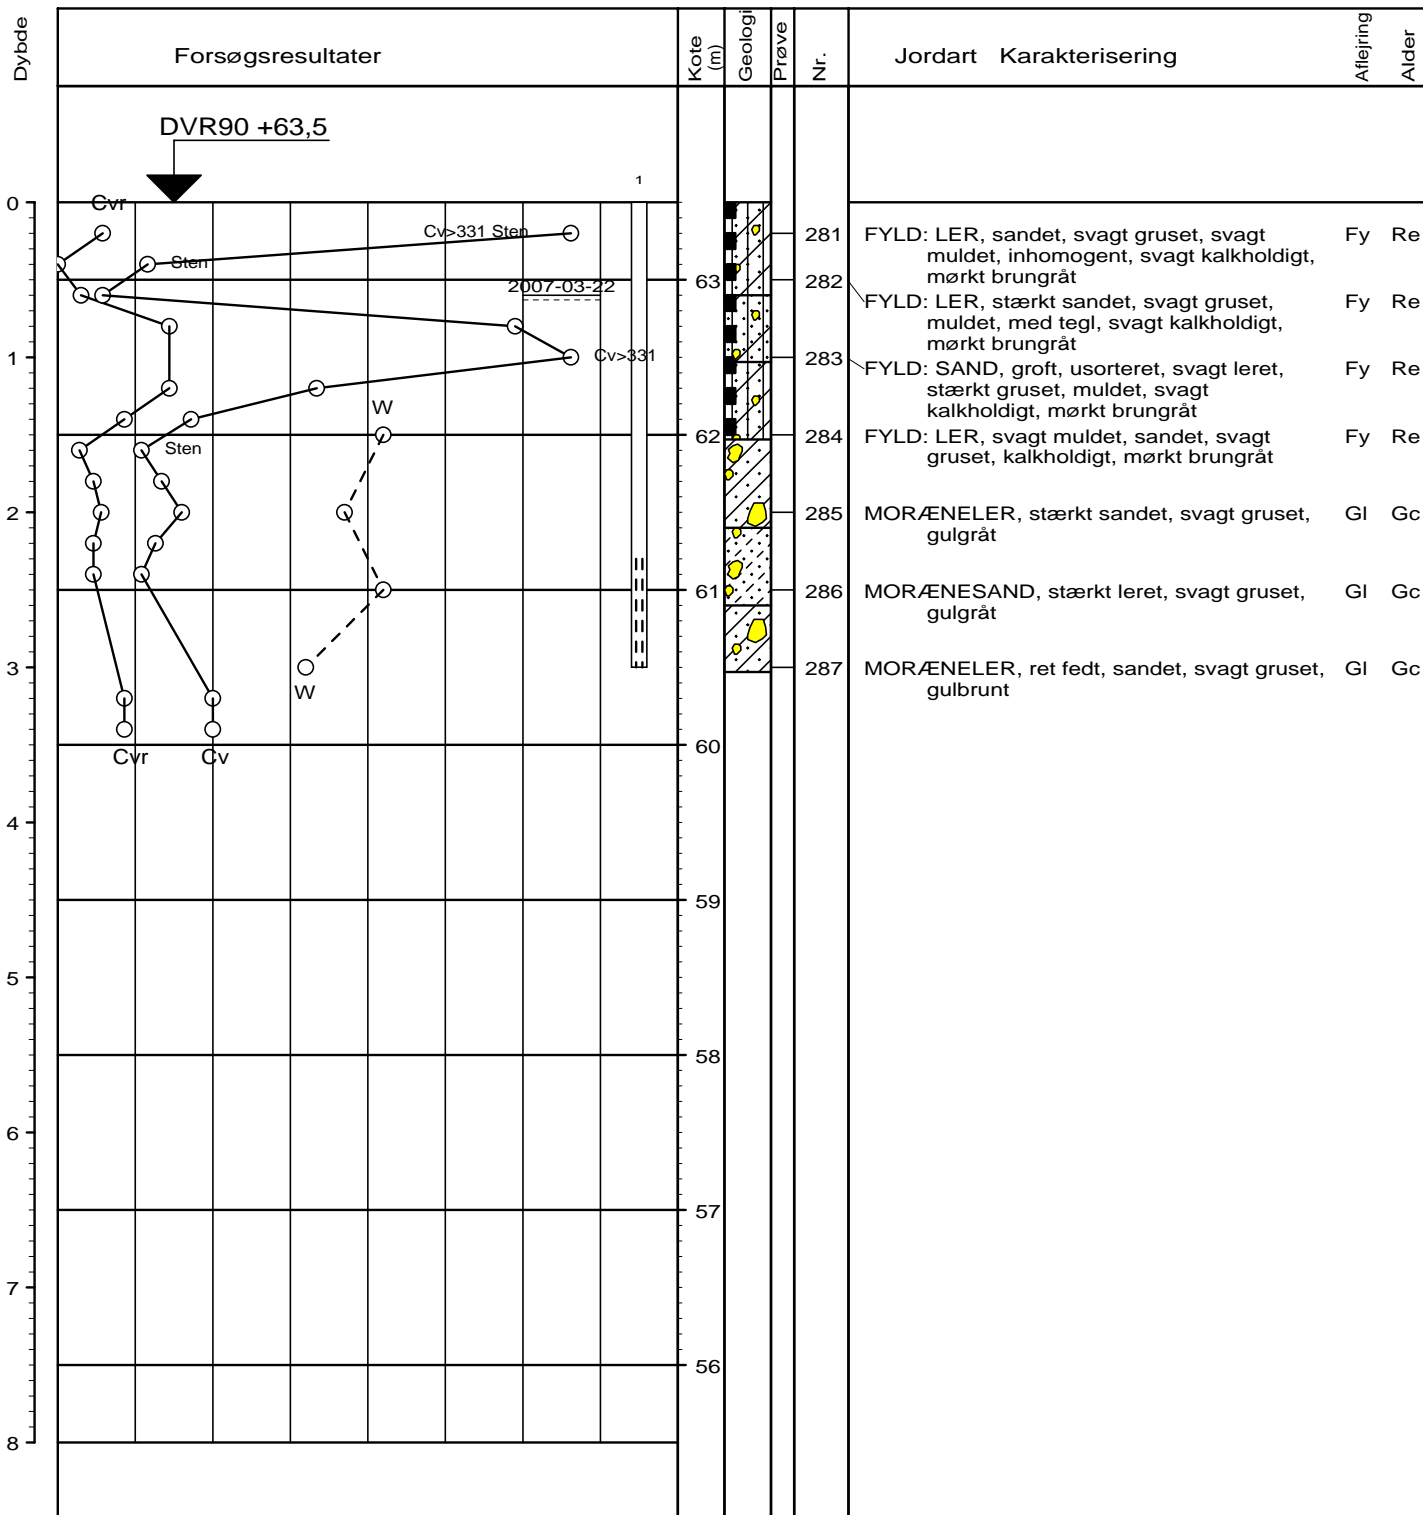 Dybde
Forsøgsresultater
Kote
(m)
Geologi
Prøve
Nr.
Jordart Karakterisering
Aflejring
Alder
DVR90 +63,5
1
0
Cvr
Cv>331 Sten
281 FYLD: LER, sandet, svagt gruset, svagt Fy Re
muldet, inhomogent, svagt kalkholdigt,
mørkt brungråt
Sten
63
282
2007-03-22
FYLD: LER, stærkt sandet, svagt gruset, Fy Re
muldet, med tegl, svagt kalkholdigt,
mørkt brungråt
1
Cv>331
283
FYLD: SAND, groft, usorteret, svagt leret, Fy Re
stærkt gruset, muldet, svagt
kalkholdigt, mørkt brungråt
W
62
284 FYLD: LER, svagt muldet, sandet, svagt Fy Re
gruset, kalkholdigt, mørkt brungråt
Sten
2
285 MORÆNELER, stærkt sandet, svagt gruset, Gl Gc
gulgråt
61
286 MORÆNESAND, stærkt leret, svagt gruset, Gl Gc
gulgråt
3
W
287 MORÆNELER, ret fedt, sandet, svagt gruset, Gl Gc
gulbrunt
Cvr
Cv
60
4
59
5
58
6
57
7
56
8